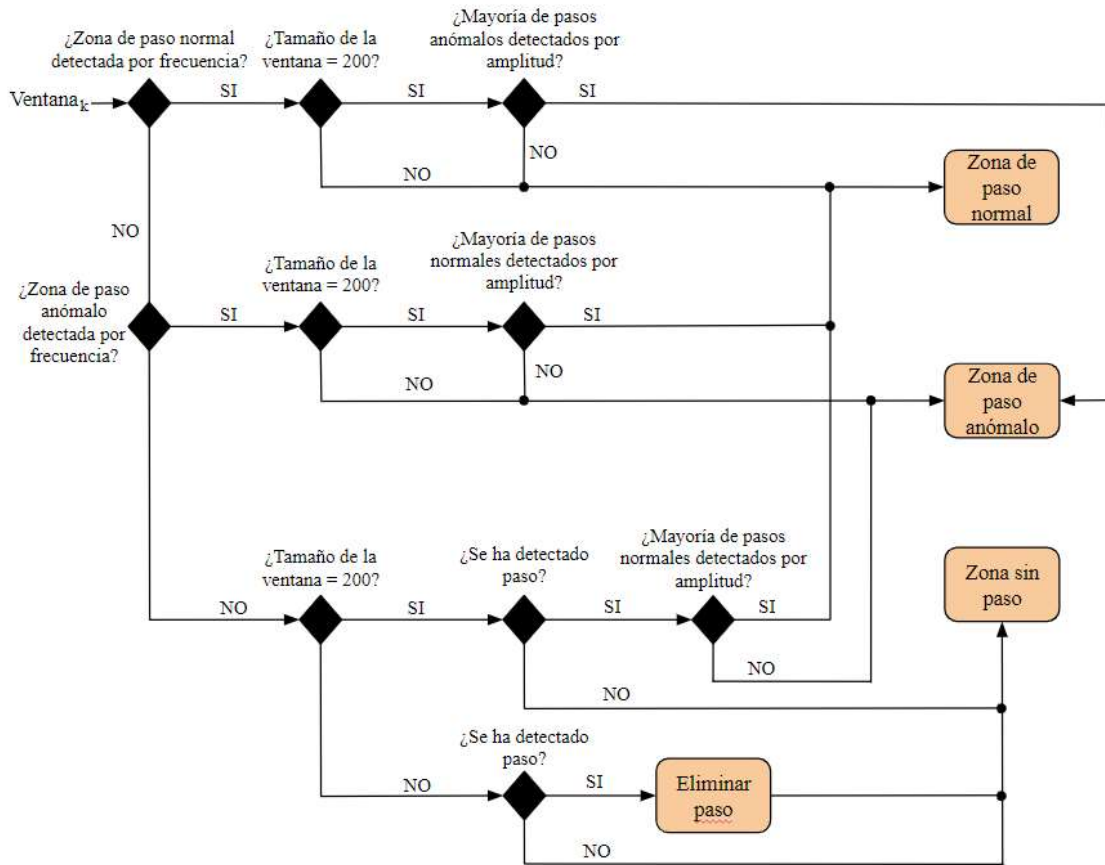 ¿Zona de paso normal
detectada por frecuencia?
¿Tamaño de la
ventana = 200?
¿Mayoría de pasos
anómalos detectados por
amplitud?
Ventana k
SI
SI
SI
NO
NO
Zona de
paso
normal
NO
¿Zona de paso
anómalo
detectada por
frecuencia?
¿Tamaño de la
ventana = 200?
¿Mayoría de pasos
normales detectados por
amplitud?
SI
SI
SI
NO
NO
Zona de
paso
anómalo
¿Tamaño de la
ventana = 200?
¿Se ha detectado
paso?
¿Mayoría de pasos
normales detectados por
amplitud?
Zona sin
paso
NO
SI
SI
SI
NO
NO
¿Se ha detectado
paso?
NO
SI
Eliminar
paso
NO